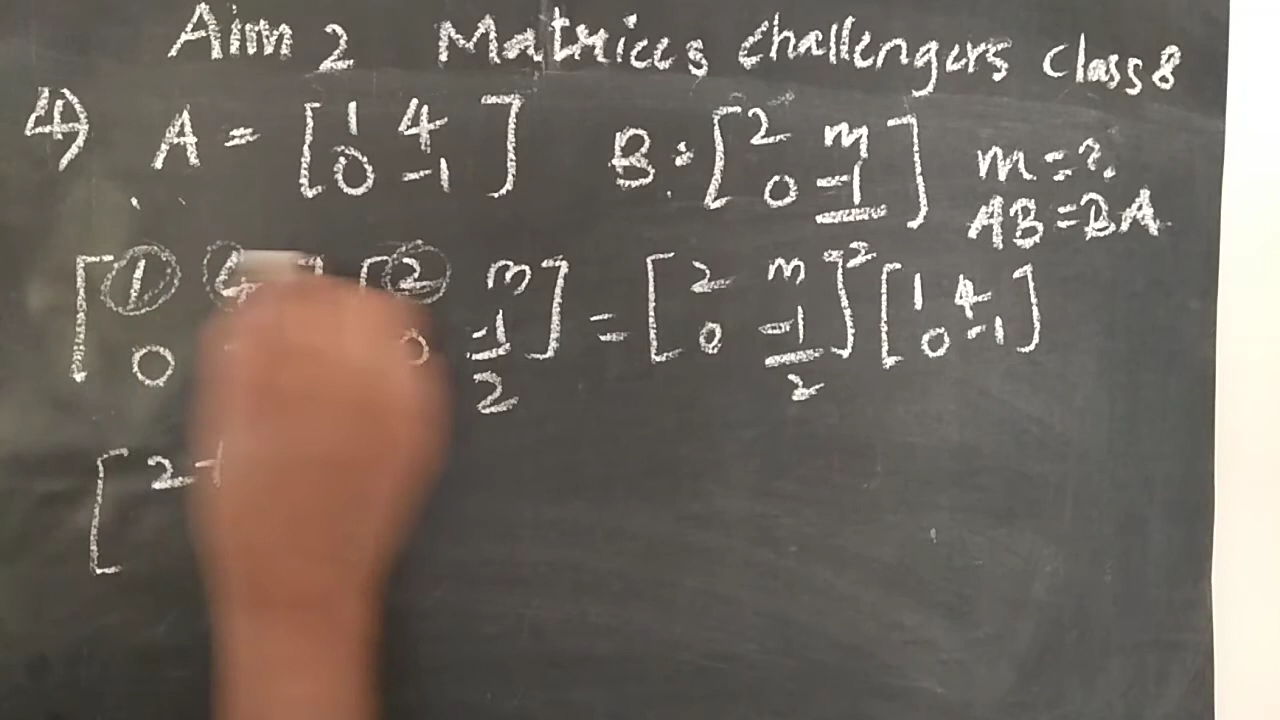 Aim 2 Matrices challengers class 8
4) A = [ 1 4 B : [ 2 m m = ?
0 -1 ] 0 -1 ] AB = BA
[ 1 4 ] [ 2 m ] = [ 2 m ]² [ 1 4 ]
0 0 -1 0 -1 0 -1
2 2
[ 2 +